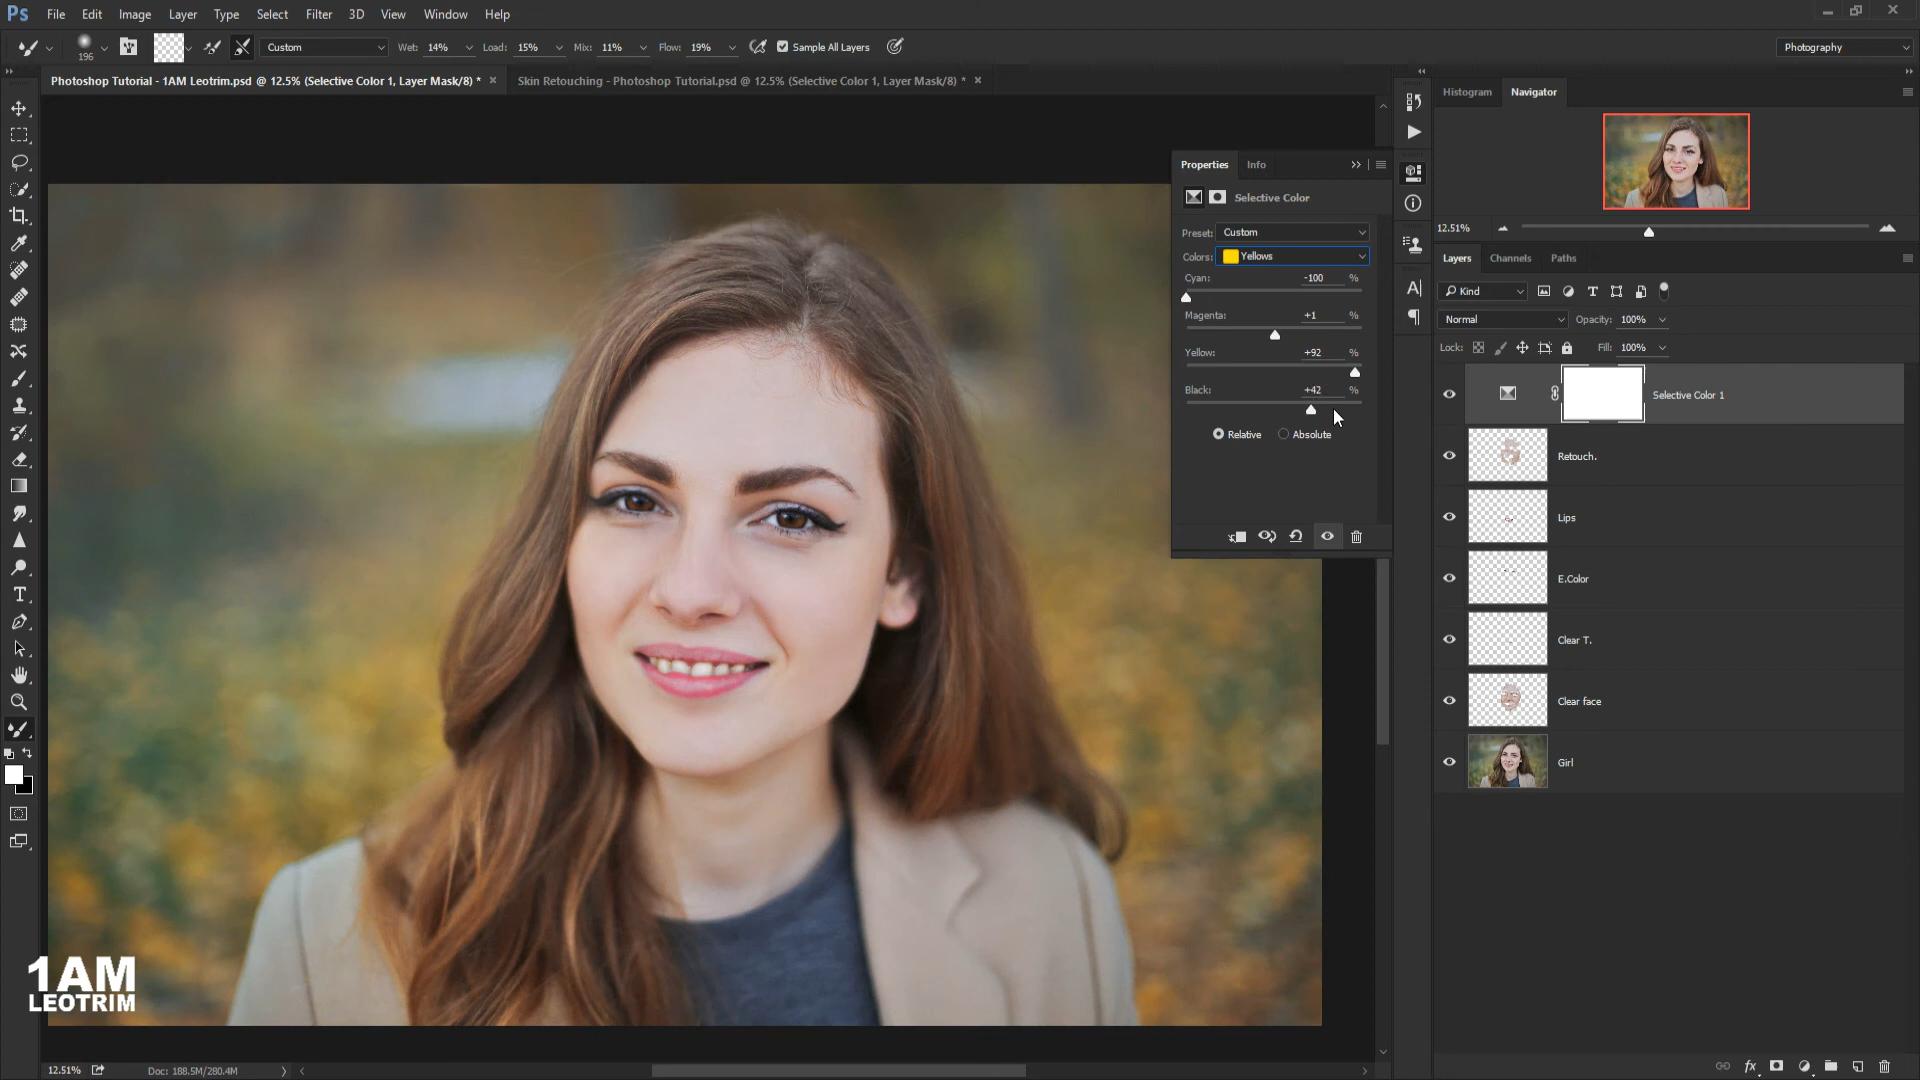 Ps File Edit Image Layer Type Select Filter 3D View Window Help
196 Custom Wet: 14% Load: 15% Mix: 11% Flow: 19% Sample All Layers Photography
Photoshop Tutorial - 1AM Leotrim.psd @ 12.5% (Selective Color 1, Layer Mask/8) * Skin Retouching - Photoshop Tutorial.psd @ 12.5% (Selective Color 1, Layer Mask/8) *
Histogram Navigator
12.51%
Properties Info
Selective Color
Preset: Custom
Colors: Yellows
Cyan: -100 %
Magenta: +1 %
Yellow: +92 %
Black: +42 %
Relative Absolute
Layers Channels Paths
Kind
Normal Opacity: 100%
Lock: Fill: 100%
Selective Color 1
Retouch.
Lips
E.Color
Clear T.
Clear face
Girl
1AM
LEOTRIM
12.51% Doc: 188.5M/280.4M